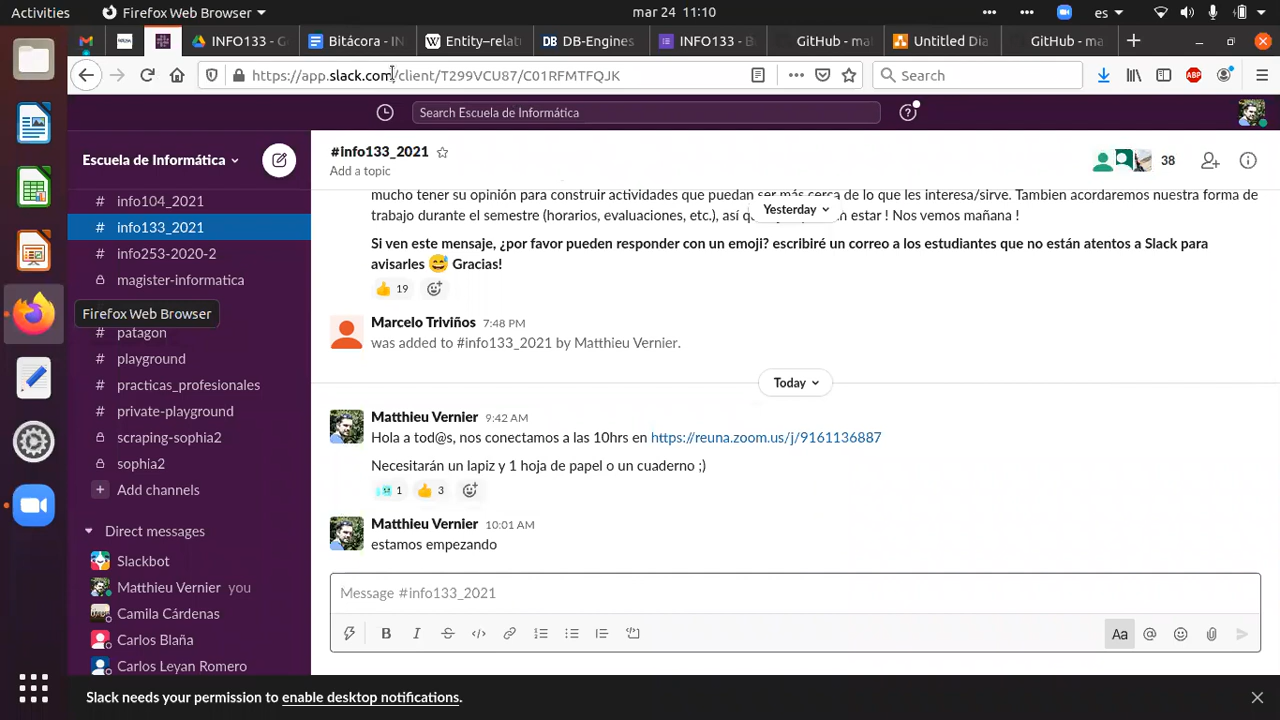 Activities
Firefox Web Browser
mar 24 11:10
es
INFO133 - G
Bitácora - IN
W Entity–relat
DB DB-Engines
INFO133 - B
GitHub - ma
Untitled Dia
GitHub - ma
https://app.slack.com/client/T299VCU87/C01RFMTFQJK
Search
ABP
Search Escuela de Informática
Escuela de Informática
#info133_2021
Add a topic
38
# info104_2021
# info133_2021
# info253-2020-2
magister-informatica
Firefox Web Browser
# patagon
# playground
# practicas_profesionales
# private-playground
scraping-sophia2
sophia2
+ Add channels
Direct messages
Slackbot
Matthieu Vernier you
Camila Cárdenas
Carlos Blaña
Carlos Leyan Romero
mucho tener su opinión para construir actividades que puedan ser más cerca de lo que les interesa/sirve. Tambien acordaremos nuestra forma de
Yesterday
trabajo durante el semestre (horarios, evaluaciones, etc.), así que
estar ! Nos vemos mañana !
Si ven este mensaje, ¿por favor pueden responder con un emoji? escribiré un correo a los estudiantes que no están atentos a Slack para
avisarles 😅 Gracias!
👍 19
Marcelo Triviños 7:48 PM
was added to #info133_2021 by Matthieu Vernier.
Today
Matthieu Vernier 9:42 AM
Hola a tod@s, nos conectamos a las 10hrs en https://reuna.zoom.us/j/9161136887
Necesitarán un lapiz y 1 hoja de papel o un cuaderno ;)
1 👍 3
Matthieu Vernier 10:01 AM
estamos empezando
Message #info133_2021
B I S Aa @
Slack needs your permission to enable desktop notifications.